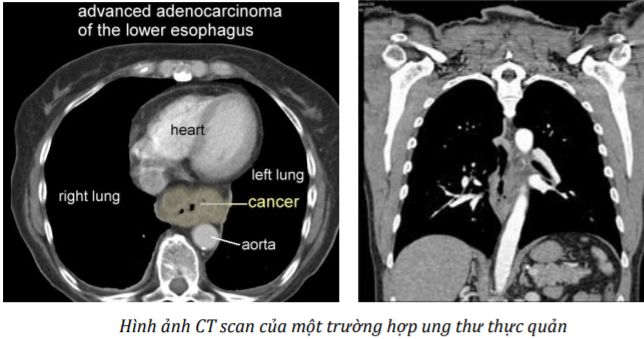 advanced adenocarcinoma
of the lower esophagus
heart
left lung
right lung
cancer
aorta
Hình ảnh CT scan của một trường hợp ung thư thực quản